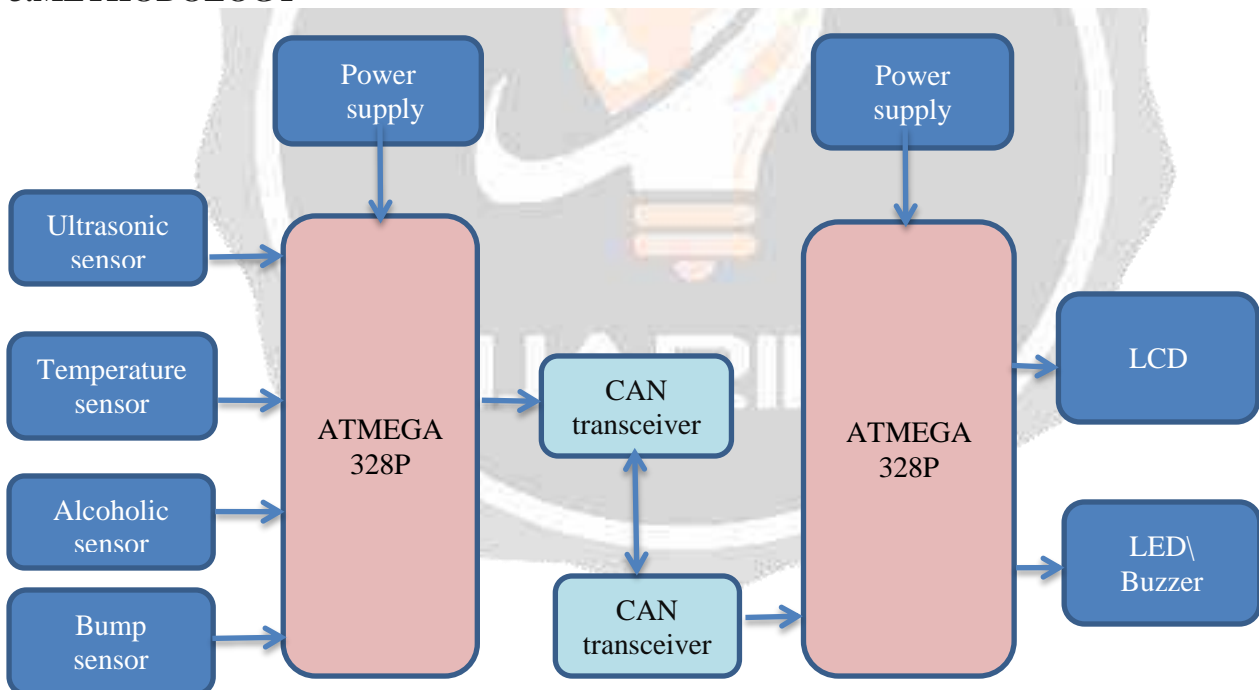 Power
supply
Power
supply
Ultrasonic
sensor
Temperature
sensor
Alcoholic
sensor
Bump
sensor
ATMEGA
328P
CAN
transceiver
CAN
transceiver
ATMEGA
328P
LCD
LED\
Buzzer